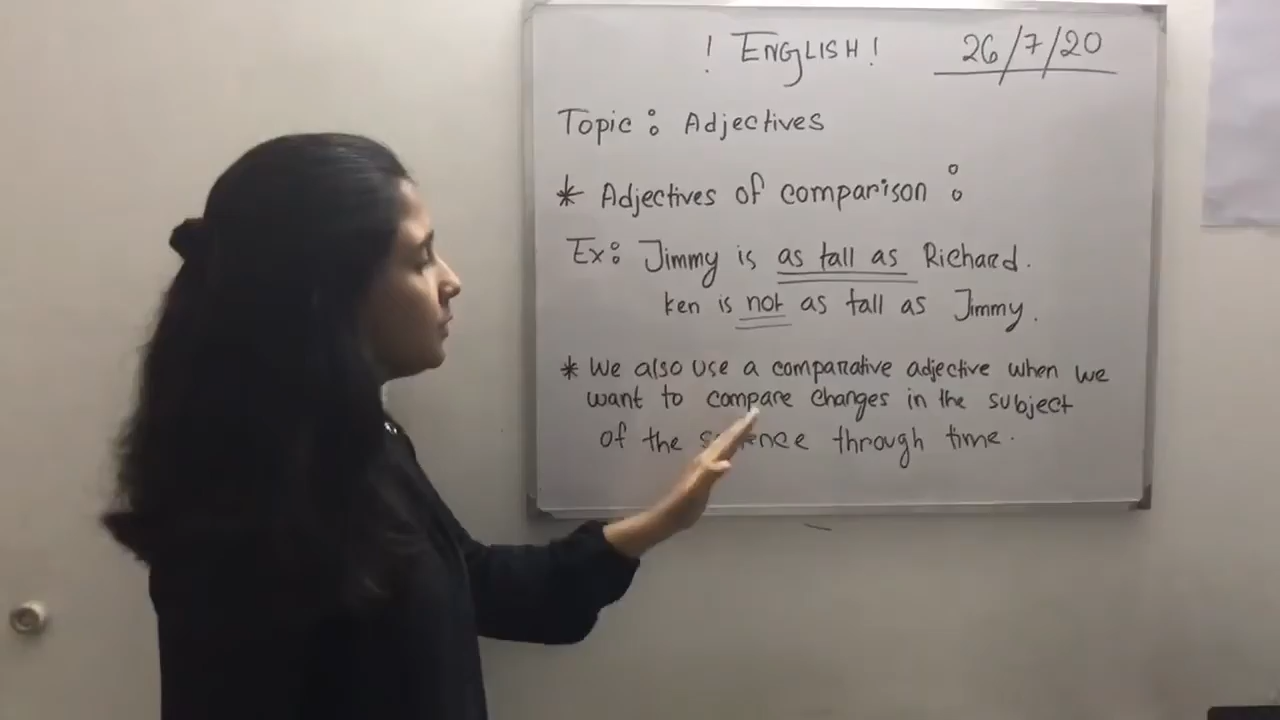 ! ENGLISH! 26/7/20
Topic : Adjectives
* Adjectives of comparison :
Ex: Jimmy is as tall as Richard.
ken is not as tall as Jimmy.
* We also use a comparative adjective when we
want to compare changes in the subject
of the through time.